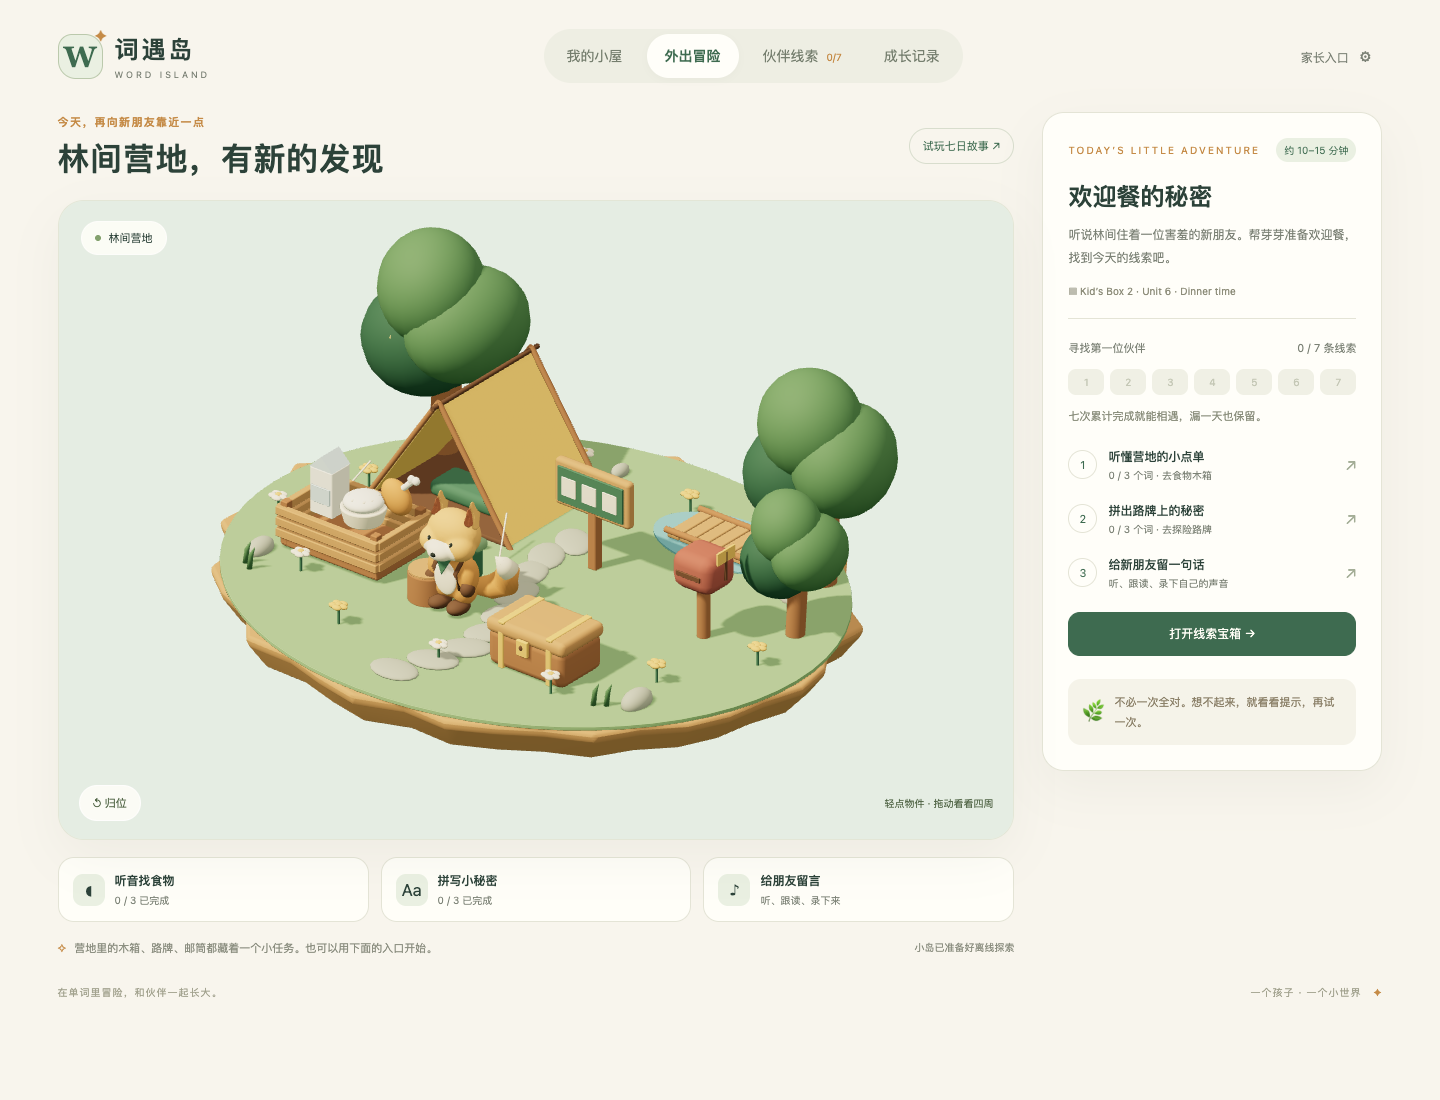 W
词遇岛
WORD ISLAND
我的小屋
外出冒险
伙伴线索 0/7
成长记录
家长入口
今天，再向新朋友靠近一点
林间营地，有新的发现
试玩七日故事 ↗
林间营地
归位
轻点物件 · 拖动看看四周
听音找食物
0 / 3 已完成
Aa
拼写小秘密
0 / 3 已完成
给朋友留言
听、跟读、录下来
营地里的木箱、路牌、邮筒都藏着一个小任务。也可以用下面的入口开始。
小岛已准备好离线探索
TODAY'S LITTLE ADVENTURE
约 10–15 分钟
欢迎餐的秘密
听说林间住着一位害羞的新朋友。帮芽芽准备欢迎餐，
找到今天的线索吧。
Kid's Box 2 · Unit 6 · Dinner time
寻找第一位伙伴
0 / 7 条线索
1 2 3 4 5 6 7
七次累计完成就能相遇，漏一天也保留。
1
听懂营地的小点单
0 / 3 个词 · 去食物木箱
2
拼出路牌上的秘密
0 / 3 个词 · 去探险路牌
3
给新朋友留一句话
听、跟读、录下自己的声音
打开线索宝箱 →
不必一次全对。想不起来，就看看提示，再试
一次。
在单词里冒险，和伙伴一起长大。
一个孩子 · 一个小世界